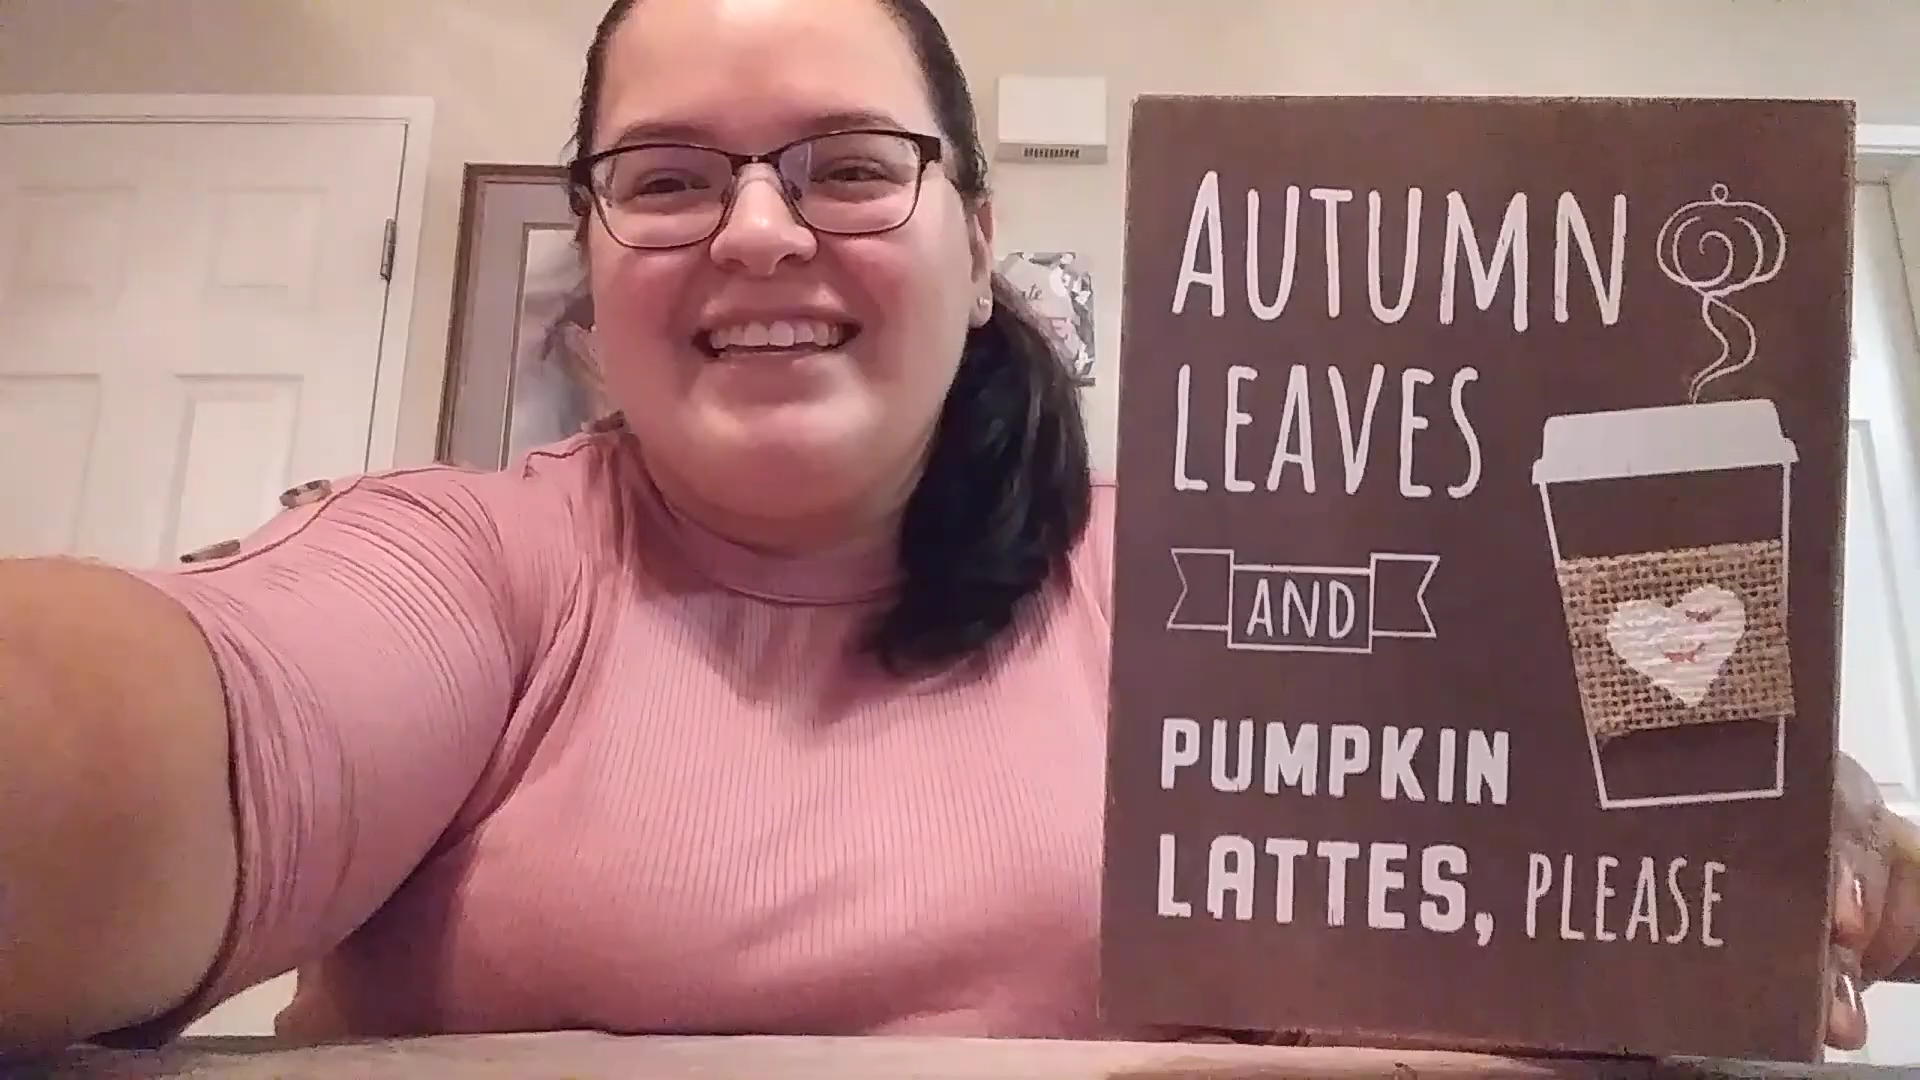 AUTUMN
LEAVES
AND
PUMPKIN
LATTES, PLEASE